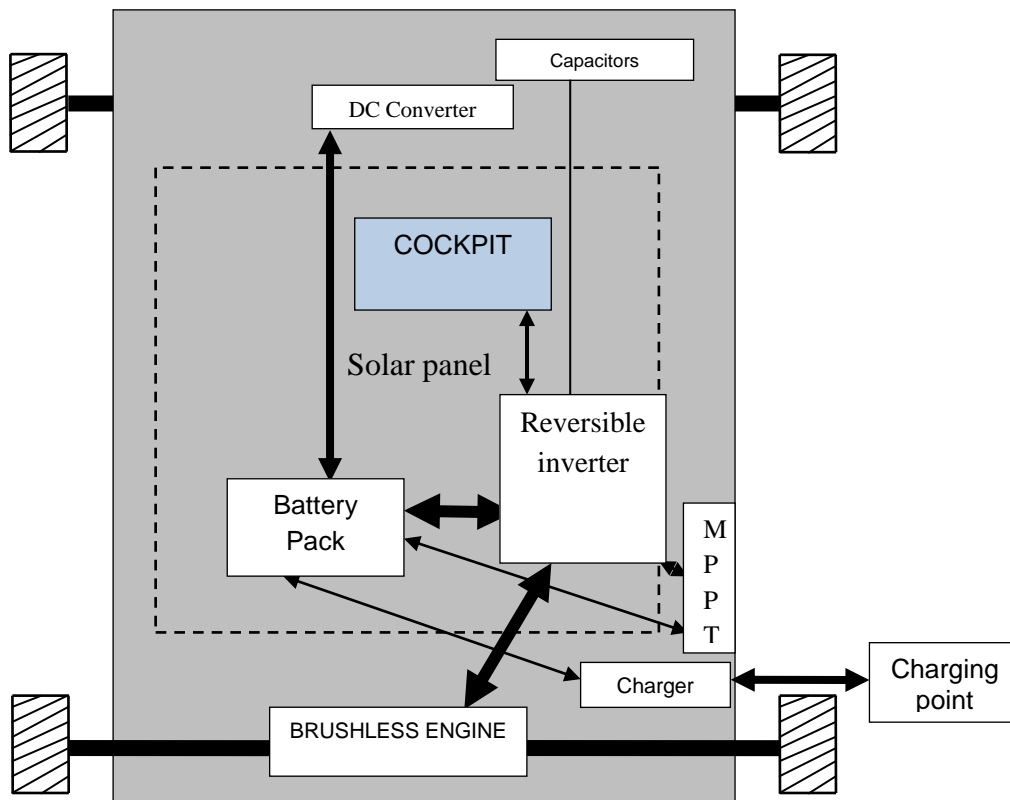 Capacitors
DC Converter
COCKPIT
Solar panel
Reversible
inverter
Battery
Pack
M
P
P
T
Charger
Charging
point
BRUSHLESS ENGINE